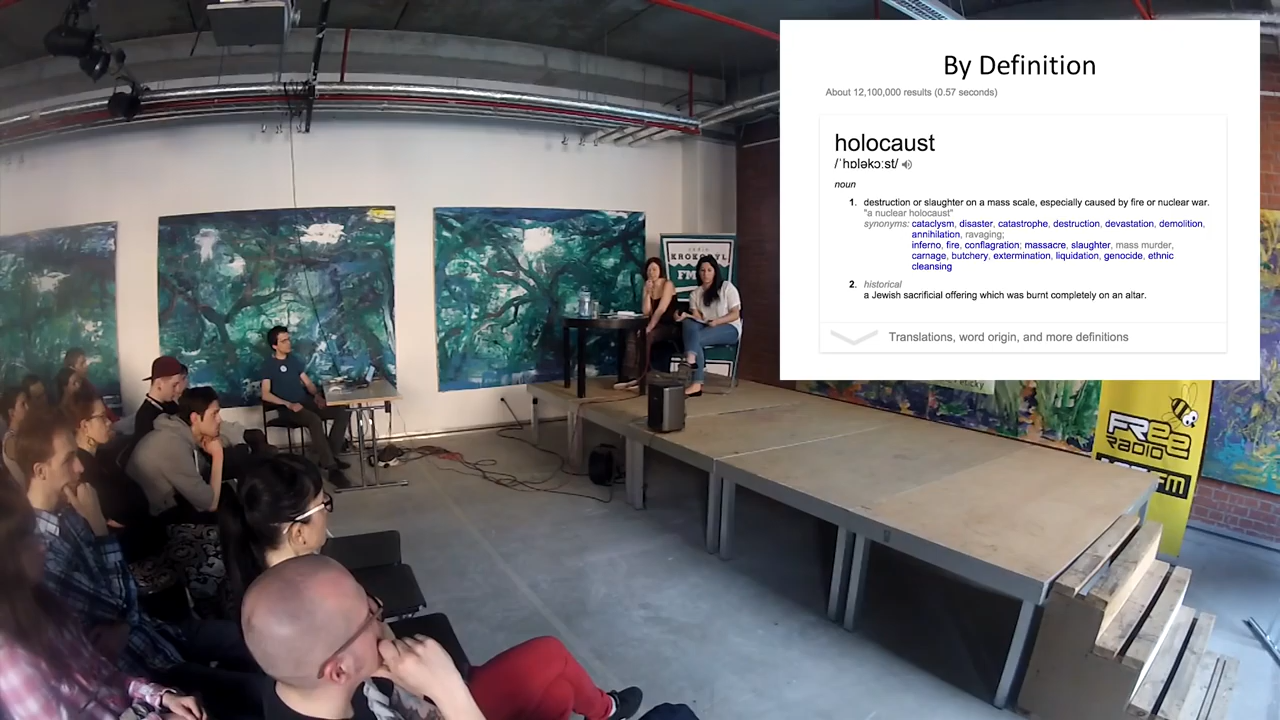 By Definition
About 12,100,000 results (0.57 seconds)
holocaust
/ˈhɒləkɔːst/
noun
1. destruction or slaughter on a mass scale, especially caused by fire or nuclear war.
"a nuclear holocaust"
synonyms: cataclysm, disaster, catastrophe, destruction, devastation, demolition,
annihilation, ravaging;
inferno, fire, conflagration; massacre, slaughter, mass murder,
carnage, butchery, extermination, liquidation, genocide, ethnic
cleansing
2. historical
a Jewish sacrificial offering which was burnt completely on an altar.
Translations, word origin, and more definitions
FM
FREE
RADIO
FM